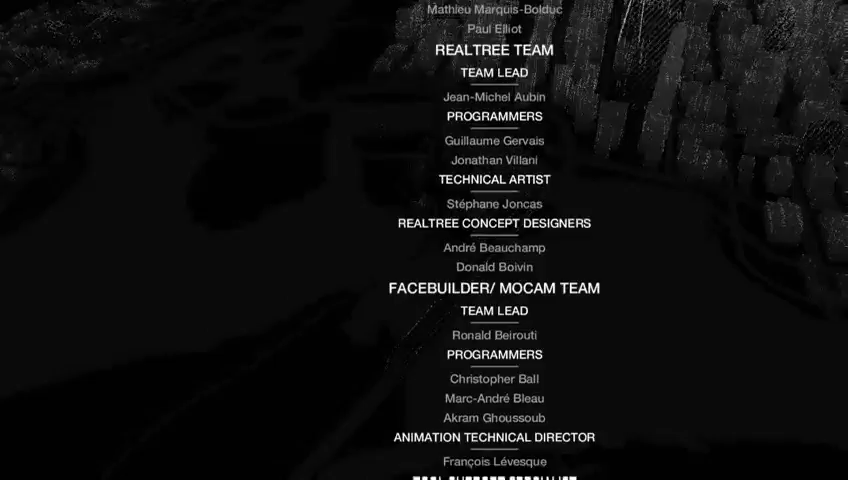 Mathieu Marquis-Bolduc
Paul Elliot
REALTREE TEAM
TEAM LEAD
Jean-Michel Aubin
PROGRAMMERS
Guillaume Gervais
Jonathan Villani
TECHNICAL ARTIST
Stéphane Joncas
REALTREE CONCEPT DESIGNERS
André Beauchamp
Donald Boivin
FACEBUILDER/ MOCAM TEAM
TEAM LEAD
Ronald Beirouti
PROGRAMMERS
Christopher Ball
Marc-André Bleau
Akram Ghoussoub
ANIMATION TECHNICAL DIRECTOR
François Lévesque